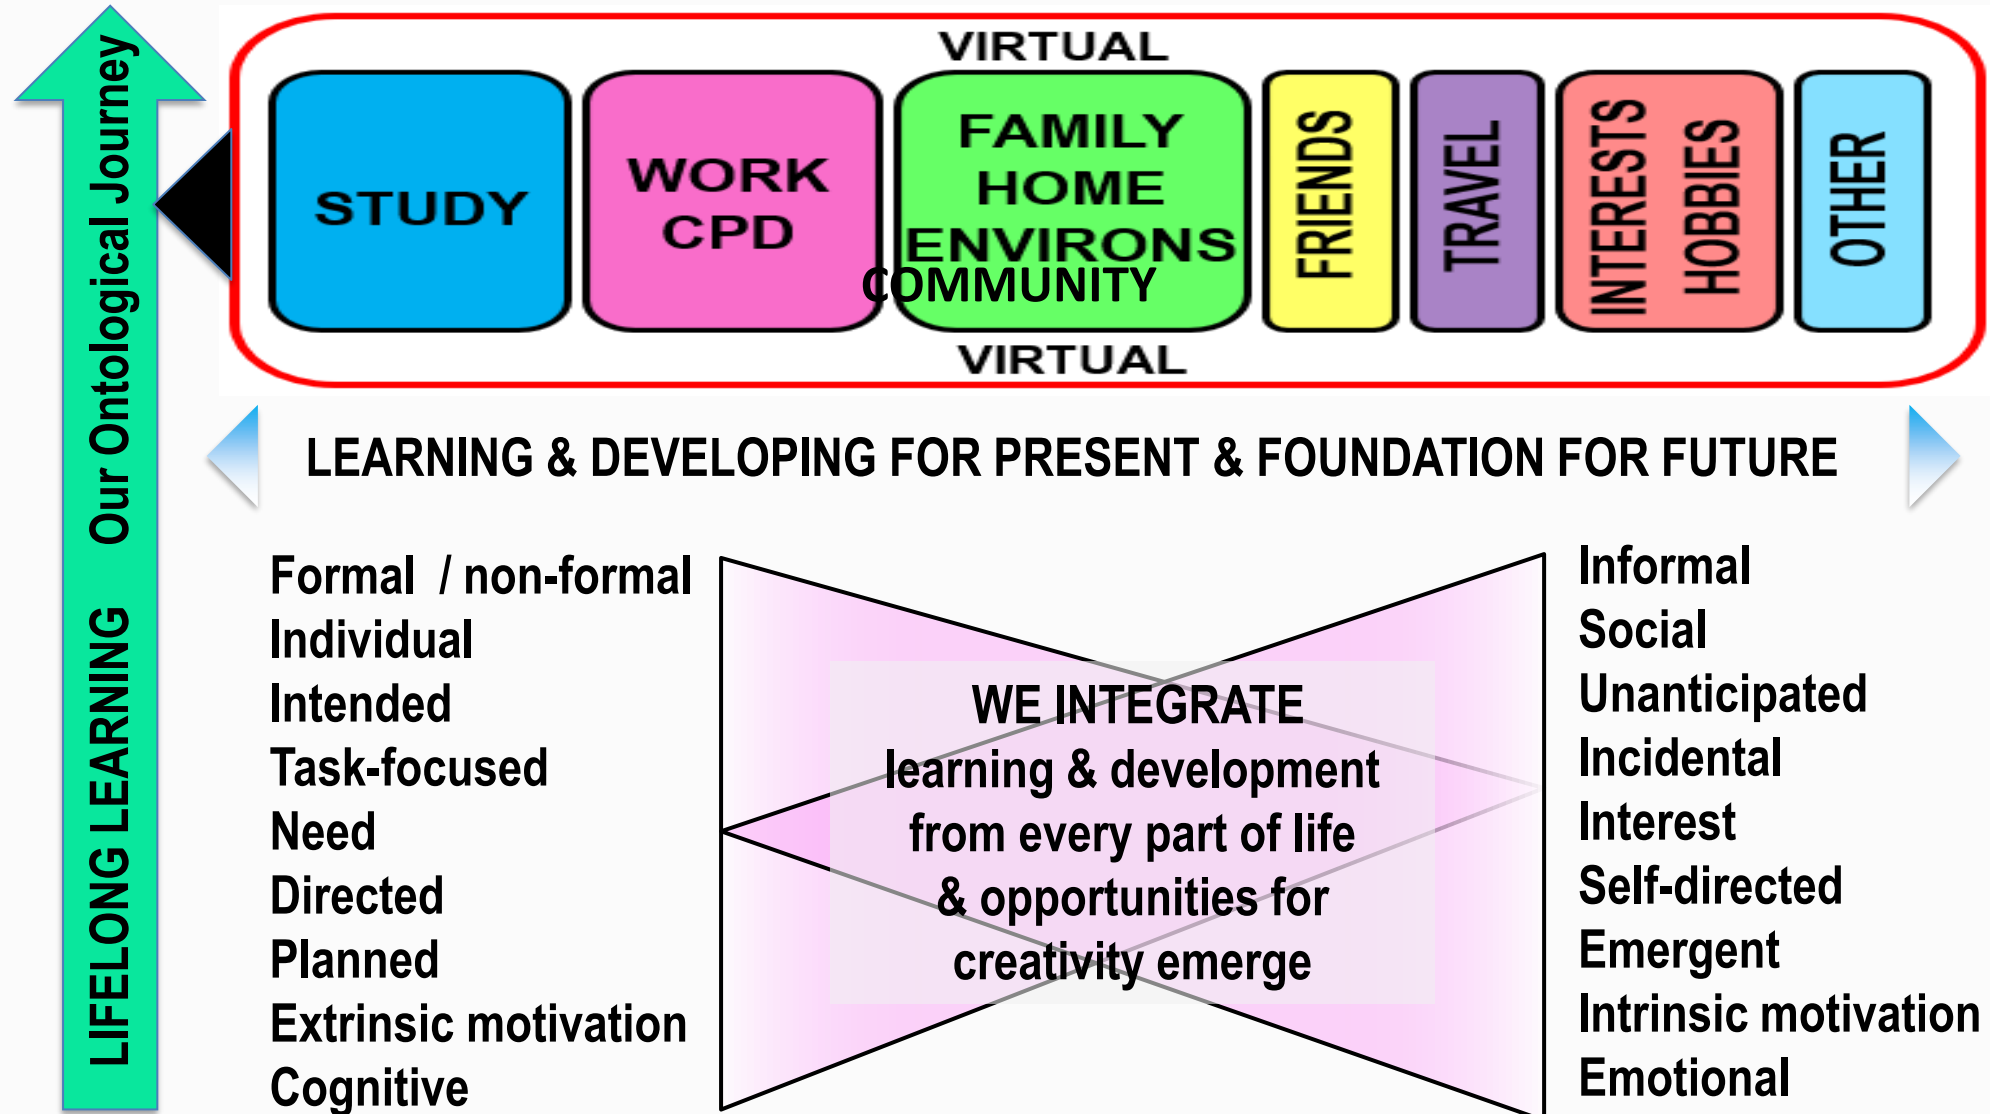 LIFELONG LEARNING Our Ontological Journey
VIRTUAL
STUDY
WORK
CPD
FAMILY
HOME
ENVIRONS
COMMUNITY
FRIENDS
TRAVEL
INTERESTS
HOBBIES
OTHER
VIRTUAL
LEARNING & DEVELOPING FOR PRESENT & FOUNDATION FOR FUTURE
Formal / non-formal
Individual
Intended
Task-focused
Need
Directed
Planned
Extrinsic motivation
Cognitive
WE INTEGRATE
learning & development
from every part of life
& opportunities for
creativity emerge
Informal
Social
Unanticipated
Incidental
Interest
Self-directed
Emergent
Intrinsic motivation
Emotional